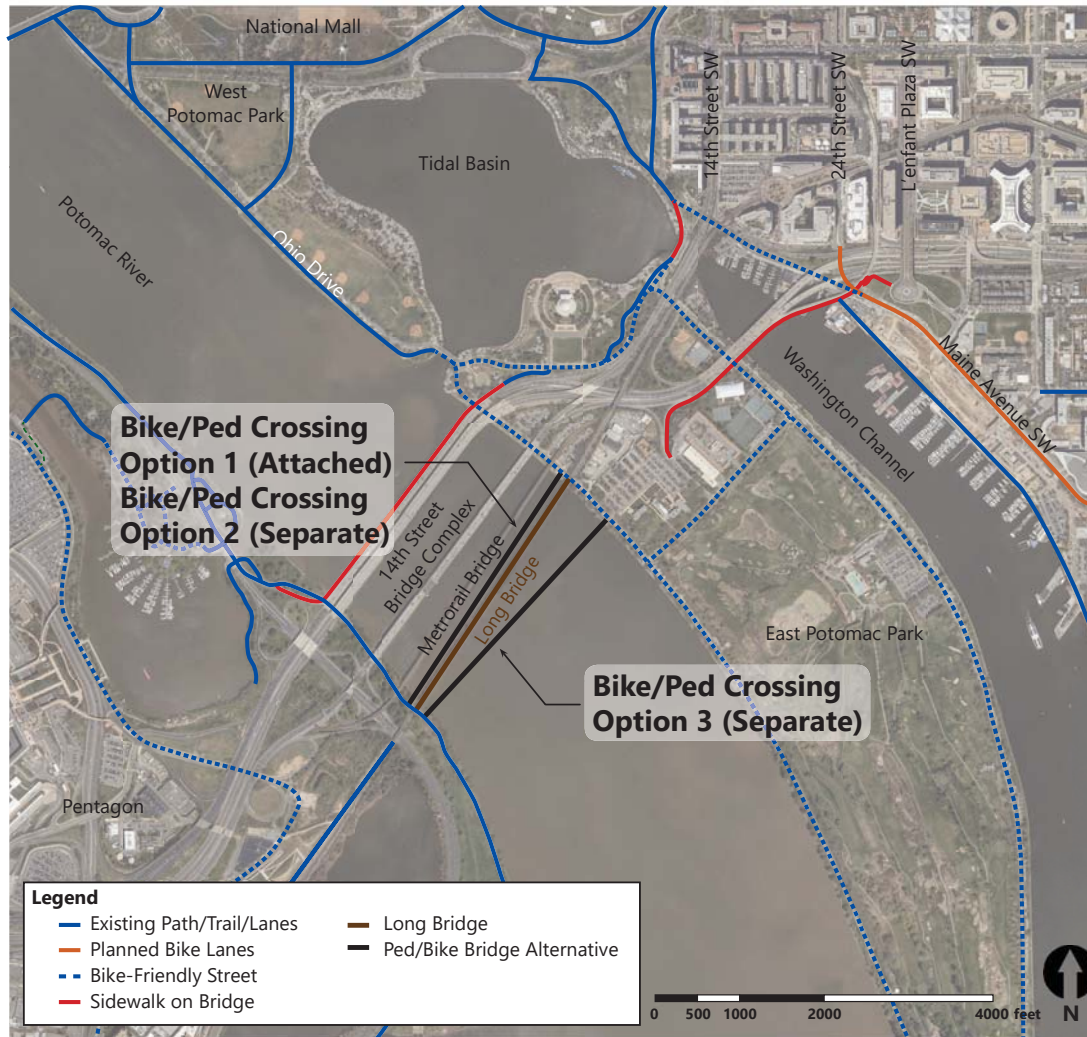 National Mall
West
Potomac Park
Tidal Basin
14th Street SW
24th Street SW
L'enfant Plaza SW
Potomac River
Ohio Drive
Washington Channel
Maine Avenue SW
Bike/Ped Crossing
Option 1 (Attached)
Bike/Ped Crossing
Option 2 (Separate)
14th Street
Bridge Complex
Metrorail Bridge
Long Bridge
East Potomac Park
Bike/Ped Crossing
Option 3 (Separate)
Pentagon
Legend
Existing Path/Trail/Lanes
Planned Bike Lanes
Bike-Friendly Street
Sidewalk on Bridge
Long Bridge
Ped/Bike Bridge Alternative
0 500 1000 2000 4000 feet
N